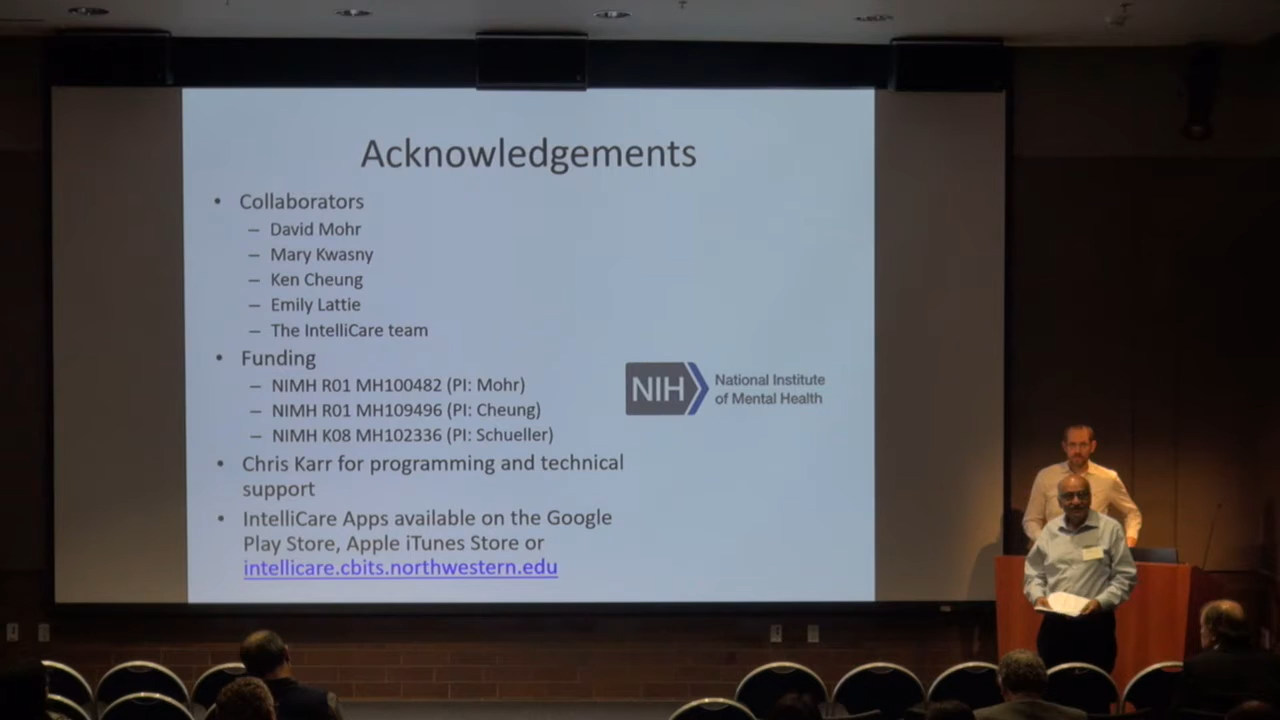 Acknowledgements
• Collaborators
– David Mohr
– Mary Kwasny
– Ken Cheung
– Emily Lattie
– The IntelliCare team
• Funding
– NIMH R01 MH100482 (PI: Mohr)
– NIMH R01 MH109496 (PI: Cheung)
– NIMH K08 MH102336 (PI: Schueller)
NIH
National Institute
of Mental Health
• Chris Karr for programming and technical
support
• IntelliCare Apps available on the Google
Play Store, Apple iTunes Store or
intellicare.cbits.northwestern.edu